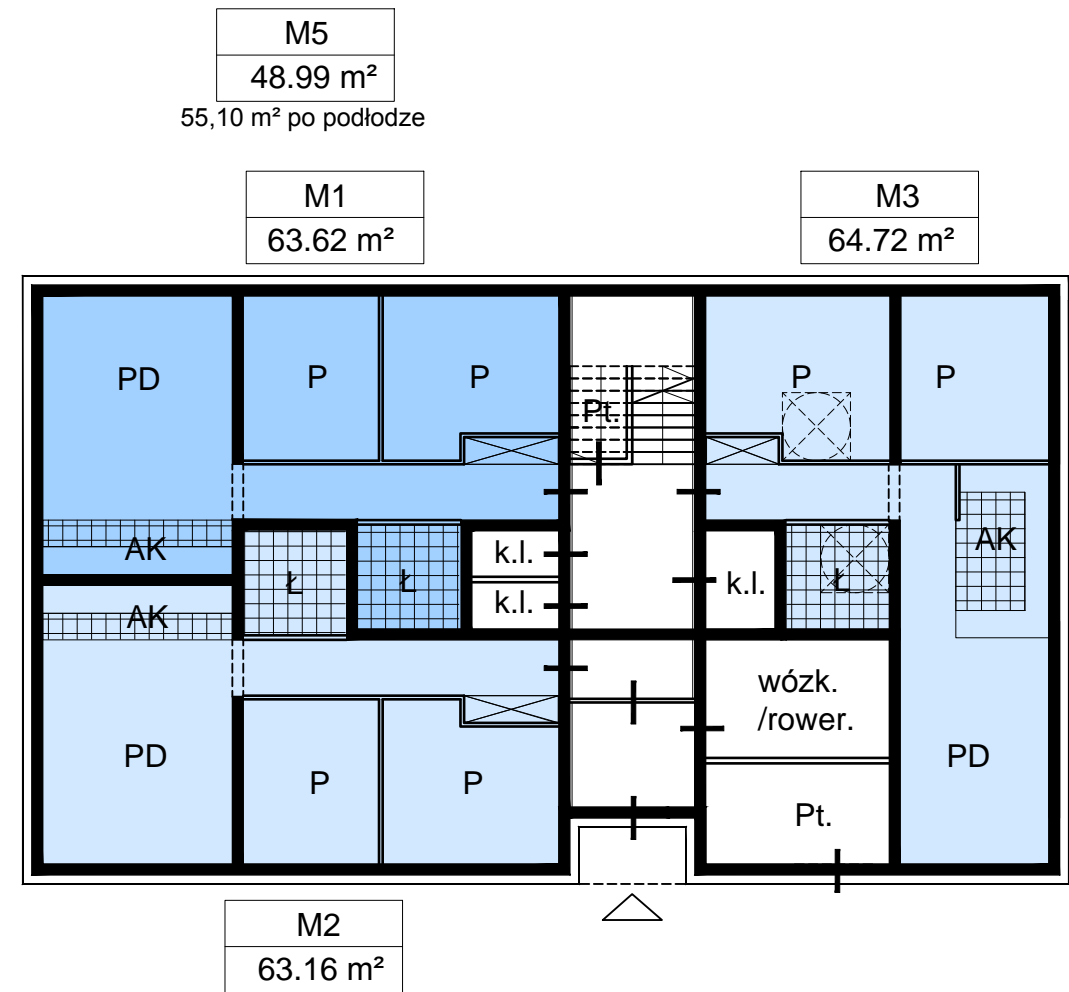 M5
48.99 m²
55,10 m² po podłodze
M1
63.62 m²
M3
64.72 m²
PD
P
P
Pt.
P
P
AK
Ł
Ł
k.l.
k.l.
k.l.
Ł
AK
AK
wózk.
/rower.
PD
P
P
Pt.
PD
M2
63.16 m²